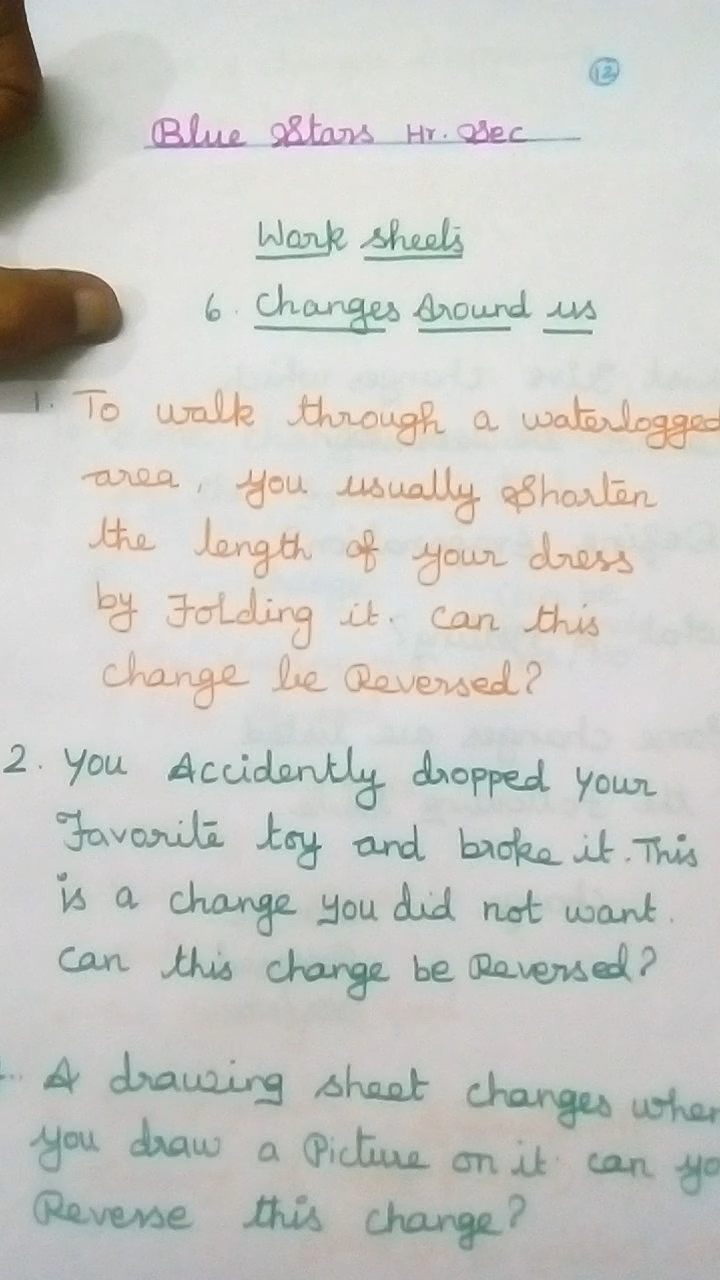 12
Blue Stars Hr. Sec
Work sheets
6. Changes Around us
1. To walk through a waterlogged
area, you usually Shorten
the length of your dress
by Folding it. can this
change be Reversed?
2. You Accidently dropped your
Favorite toy and broke it. This
is a change you did not want.
Can this change be Reversed?
A drawing sheet changes when
you draw a Picture on it. can yo
Reverse this change?